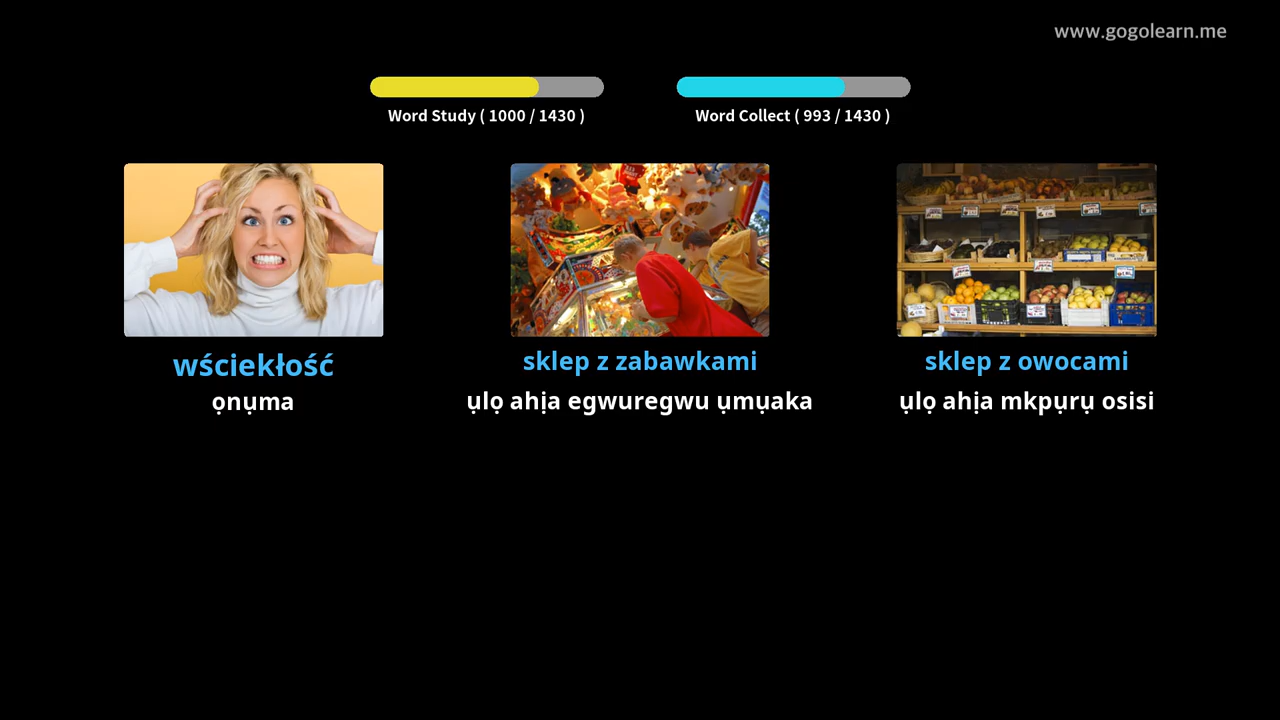 www.gogolearn.me
Word Study ( 1000 / 1430 )
Word Collect ( 993 / 1430 )
wściekłość
ọnụma
sklep z zabawkami
ụlọ ahịa egwuregwu ụmụaka
sklep z owocami
ụlọ ahịa mkpụrụ osisi